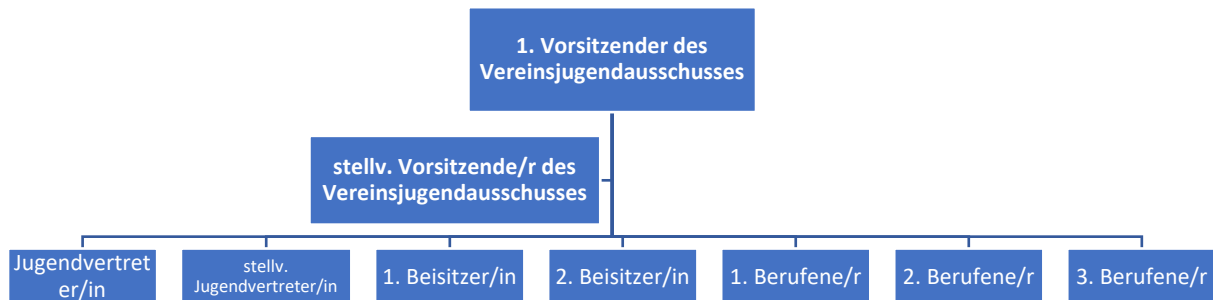 1. Vorsitzender des
Vereinsjugendausschusses
stellv. Vorsitzende/r des
Vereinsjugendausschusses
Jugendvertret
er/in
stellv.
Jugendvertreter/in
1. Beisitzer/in
2. Beisitzer/in
1. Berufene/r
2. Berufene/r
3. Berufene/r